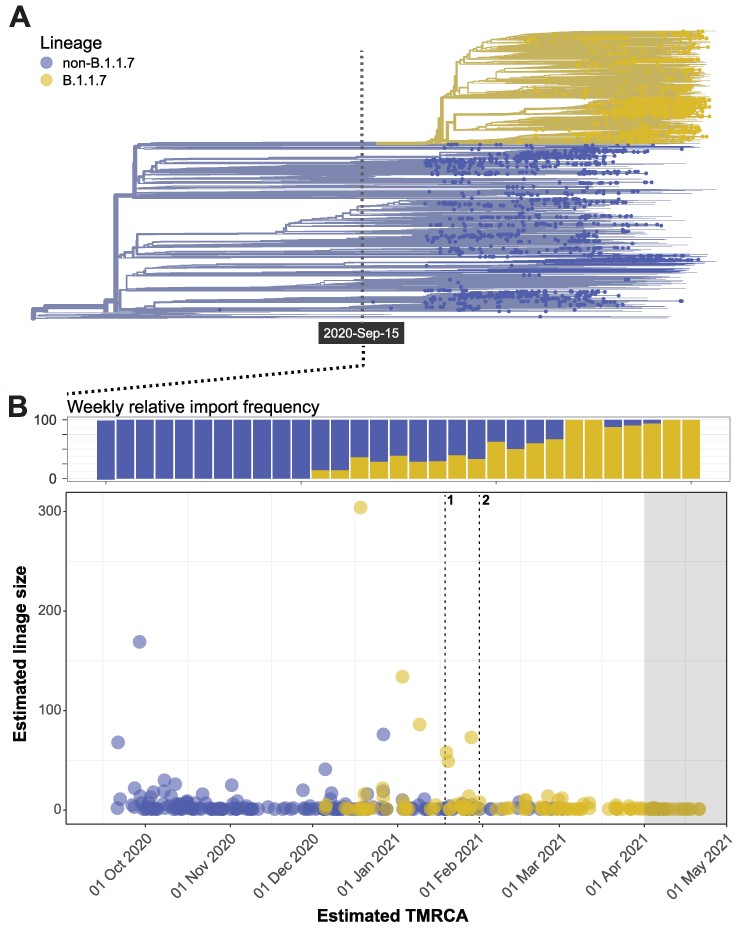 A
Lineage
non-B.1.1.7
B.1.1.7
2020-Sep-15
B
Weekly relative import frequency
100
0
1
2
300
200
100
0
Estimated linage size
01 Oct 2020
01 Nov 2020
01 Dec 2020
01 Jan 2021
01 Feb 2021
01 Mar 2021
01 Apr 2021
01 May 2021
Estimated TMRCA